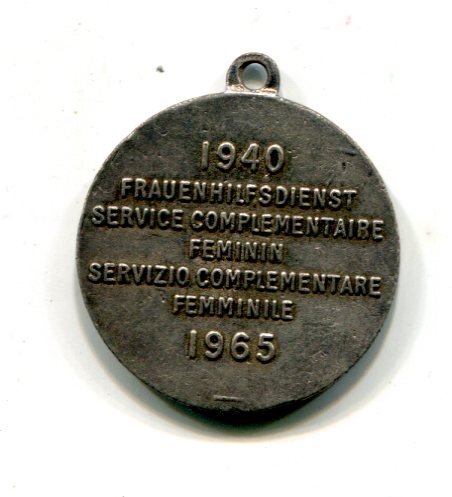 1940
FRAUENHILFSDIENST
SERVICE COMPLEMENTAIRE
FEMININ
SERVIZIO COMPLEMENTARE
FEMMINILE
1965